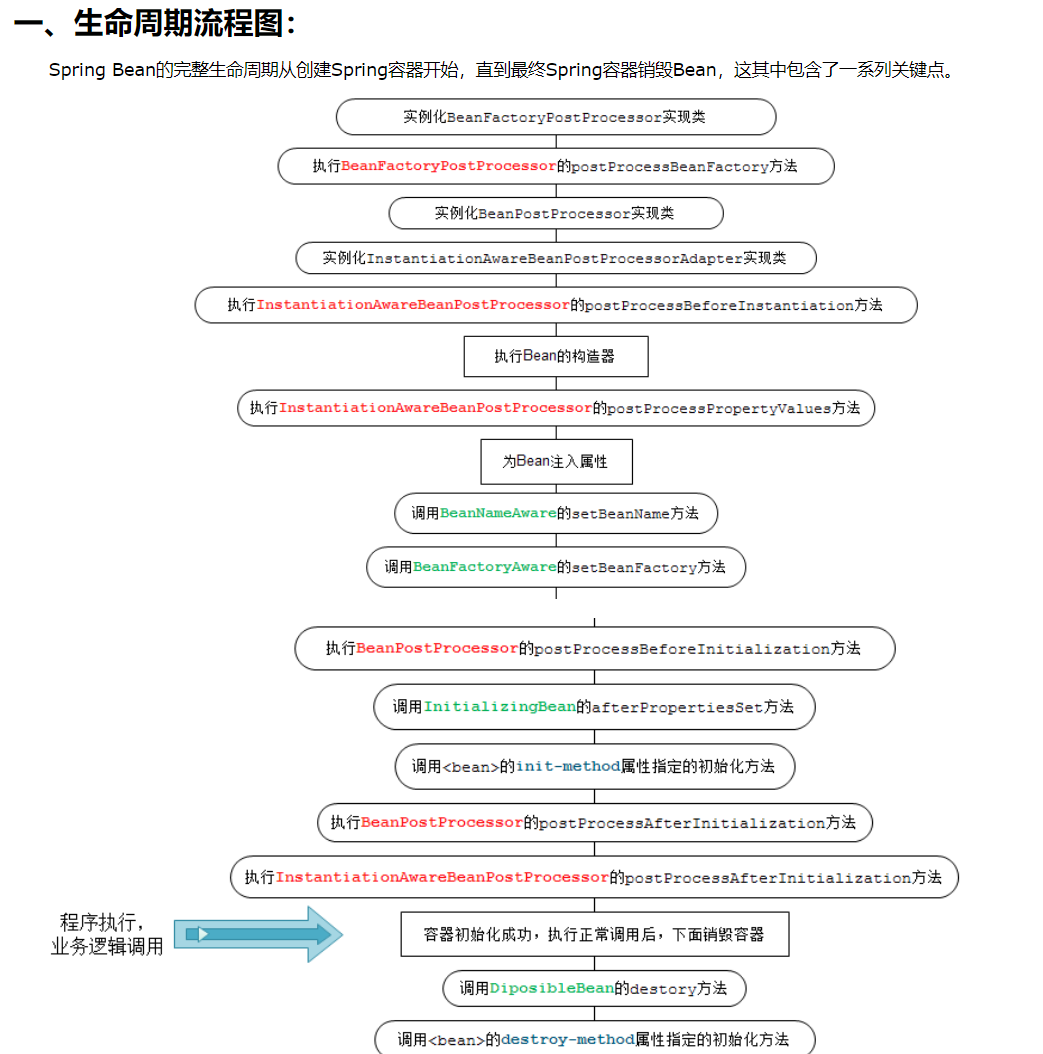 一、生命周期流程图：
Spring Bean的完整生命周期从创建Spring容器开始，直到最终Spring容器销毁Bean，这其中包含了一系列关键点。
实例化BeanFactoryPostProcessor实现类
执行BeanFactoryPostProcessor的postProcessBeanFactory方法
实例化BeanPostProcessor实现类
实例化InstantiationAwareBeanPostProcessorAdapter实现类
执行InstantiationAwareBeanPostProcessor的postProcessBeforeInstantiation方法
执行Bean的构造器
执行InstantiationAwareBeanPostProcessor的postProcessPropertyValues方法
为Bean注入属性
调用BeanNameAware的setBeanName方法
调用BeanFactoryAware的setBeanFactory方法
执行BeanPostProcessor的postProcessBeforeInitialization方法
调用InitializingBean的afterPropertiesSet方法
调用<bean>的init-method属性指定的初始化方法
执行BeanPostProcessor的postProcessAfterInitialization方法
执行InstantiationAwareBeanPostProcessor的postProcessAfterInitialization方法
程序执行，
业务逻辑调用
容器初始化成功，执行正常调用后，下面销毁容器
调用DiposibleBean的destory方法
调用<bean>的destroy-method属性指定的初始化方法